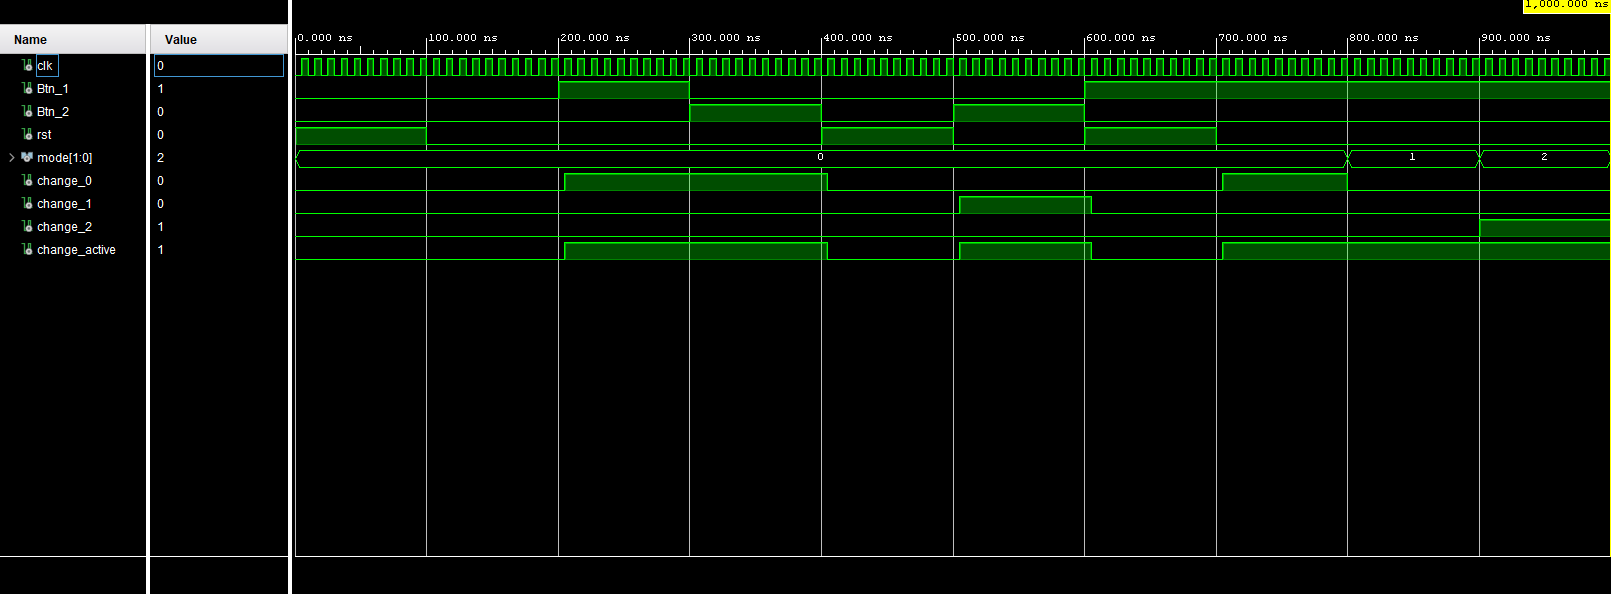 1,000.000 ns
Name Value
0.000 ns 100.000 ns 200.000 ns 300.000 ns 400.000 ns 500.000 ns 600.000 ns 700.000 ns 800.000 ns 900.000 ns
clk 0
Btn_1 1
Btn_2 0
rst 0
mode[1:0] 2 0 1 2
change_0 0
change_1 0
change_2 1
change_active 1